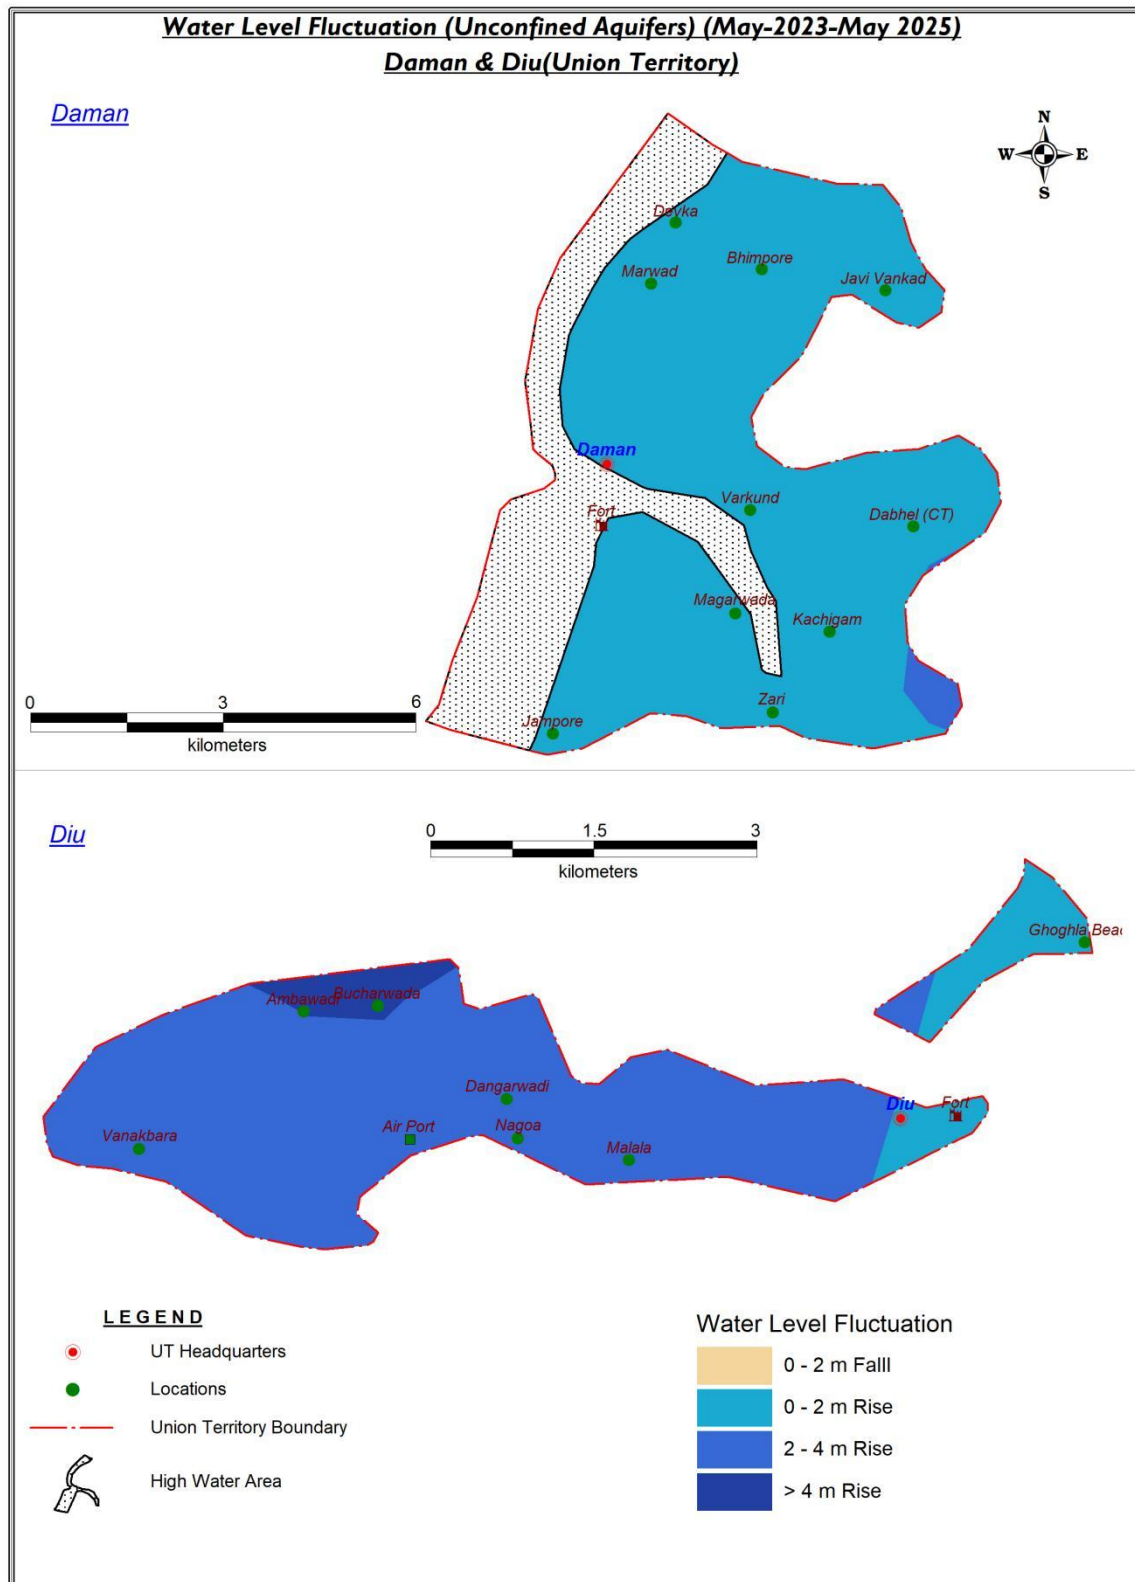 Water Level Fluctuation (Unconfined Aquifers) (May-2023-May 2025)
Daman & Diu(Union Territory)
Daman
N
W E
S
Devka
Bhimpore
Marwad
Javi Vankad
Daman
Varkund
Fort
Dabhel (CT)
Magarwada
Kachigam
Zari
Jampore
0 3 6
kilometers
Diu
0 1.5 3
kilometers
Ghoghla Beac
Ambawadi
Bucharwada
Dangarwadi
Diu
Fort
Air Port
Nagoa
Vanakbara
Malala
LEGEND
UT Headquarters
Locations
Union Territory Boundary
High Water Area
Water Level Fluctuation
0 - 2 m Falll
0 - 2 m Rise
2 - 4 m Rise
> 4 m Rise